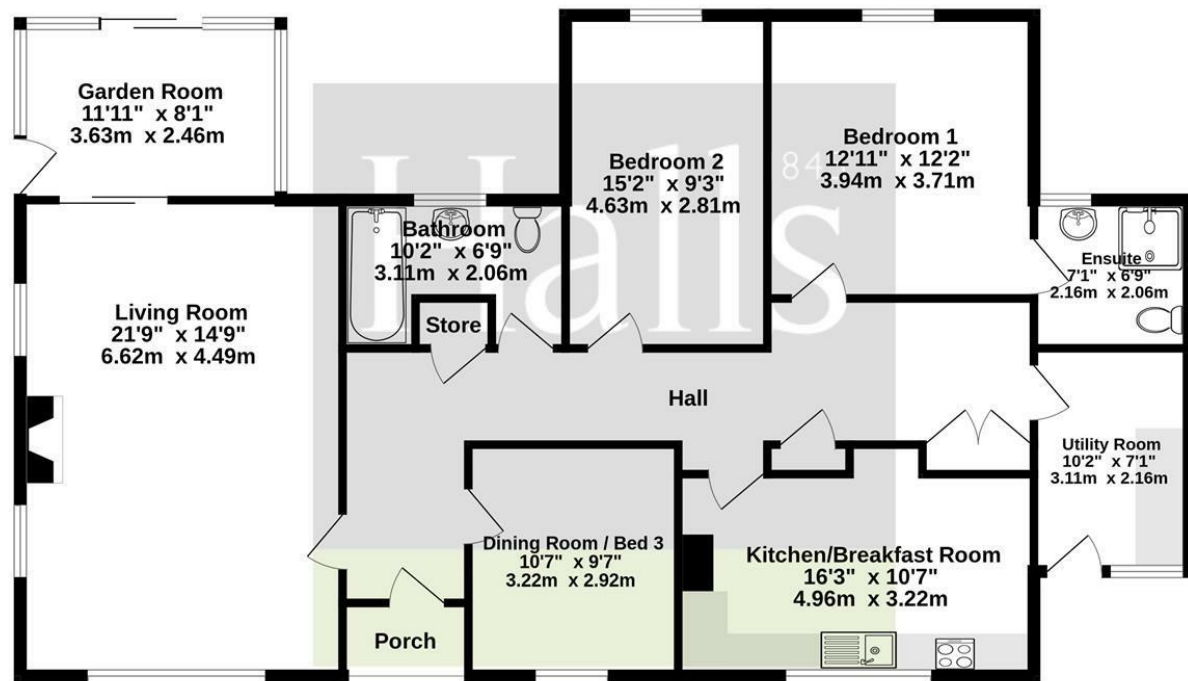 Garden Room
11'11" x 8'1"
3.63m x 2.46m
Bedroom 2
15'2" x 9'3"
4.63m x 2.81m
Bedroom 1
12'11" x 12'2"
3.94m x 3.71m
Halls
84
Bathroom
10'2" x 6'9"
3.11m x 2.06m
Ensuite
7'1" x 6'9"
2.16m x 2.06m
Living Room
21'9" x 14'9"
6.62m x 4.49m
Store
Hall
Utility Room
10'2" x 7'1"
3.11m x 2.16m
Dining Room / Bed 3
10'7" x 9'7"
3.22m x 2.92m
Kitchen/Breakfast Room
16'3" x 10'7"
4.96m x 3.22m
Porch